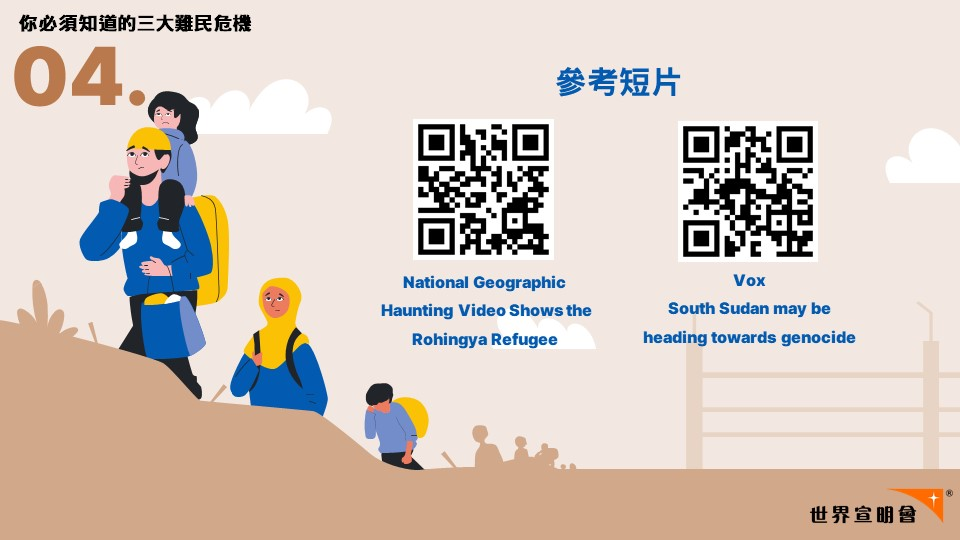 你必須知道的三大難民危機
04.
參考短片
National Geographic
Haunting Video Shows the
Rohingya Refugee
Vox
South Sudan may be
heading towards genocide
世界宣明會
®